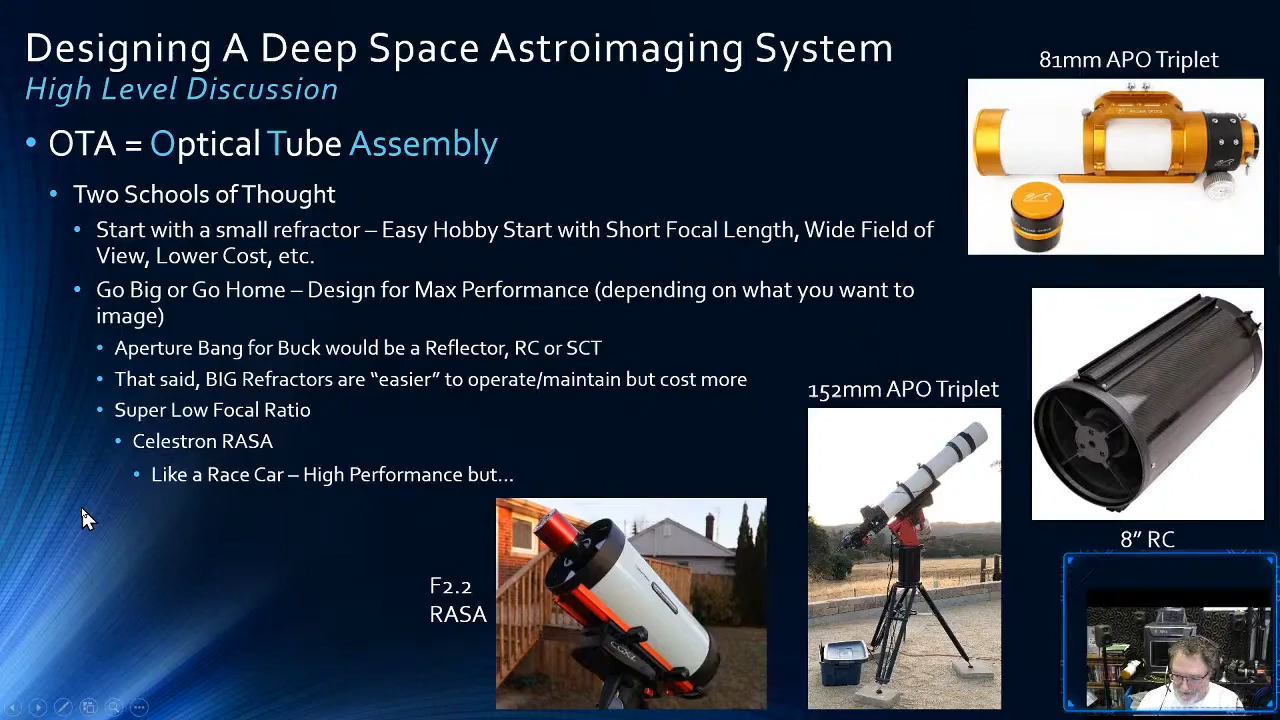 Designing A Deep Space Astroimaging System
High Level Discussion
81mm APO Triplet
OTA = Optical Tube Assembly
Two Schools of Thought
Start with a small refractor – Easy Hobby Start with Short Focal Length, Wide Field of
View, Lower Cost, etc.
Go Big or Go Home – Design for Max Performance (depending on what you want to
image)
Aperture Bang for Buck would be a Reflector, RC or SCT
That said, BIG Refractors are “easier” to operate/maintain but cost more
Super Low Focal Ratio
Celestron RASA
Like a Race Car – High Performance but...
152mm APO Triplet
8” RC
F2.2
RASA
CGX-L